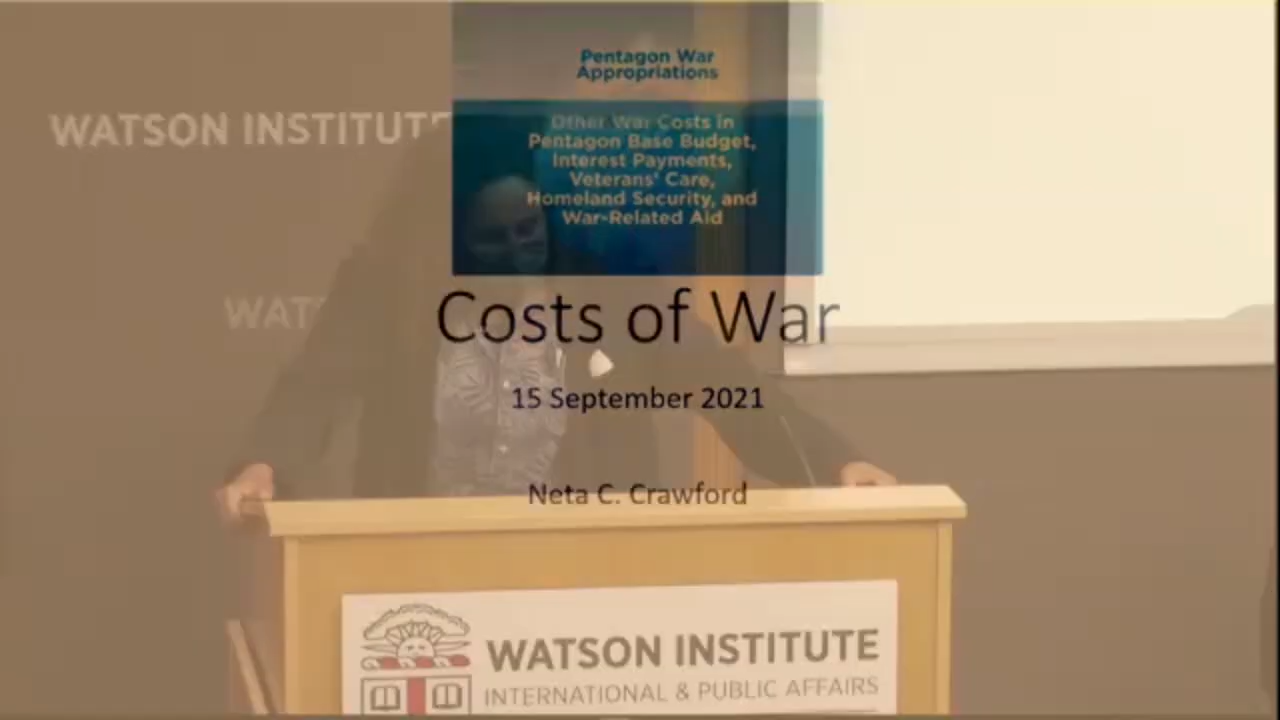 Pentagon War
Appropriations
WATSON INSTITUTE
Other War Costs in
Pentagon Base Budget,
Interest Payments,
Veterans' Care,
Homeland Security, and
War-Related Aid
WAT
Costs of War
15 September 2021
Neta C. Crawford
WATSON INSTITUTE
INTERNATIONAL & PUBLIC AFFAIRS